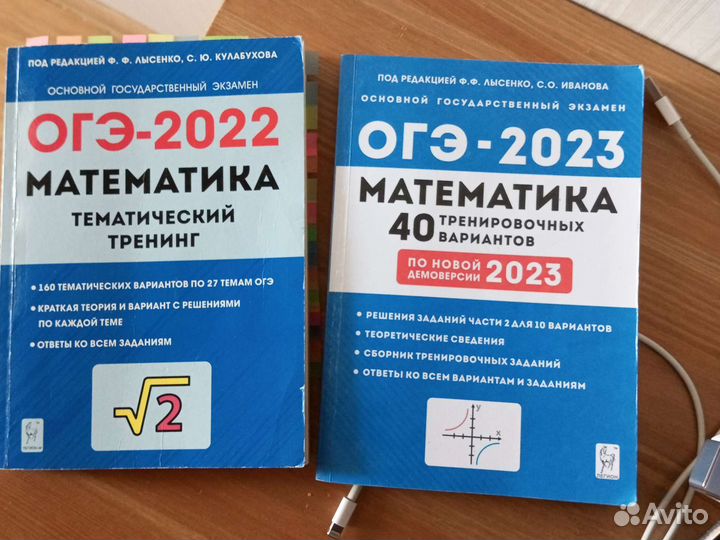 ПОД РЕДАКЦИЕЙ Ф. Ф. ЛЫСЕНКО, С. Ю. КУЛАБУХОВА
ОСНОВНОЙ ГОСУДАРСТВЕННЫЙ ЭКЗАМЕН
ОГЭ-2022
МАТЕМАТИКА
ТЕМАТИЧЕСКИЙ
ТРЕНИНГ
• 160 ТЕМАТИЧЕСКИХ ВАРИАНТОВ ПО 27 ТЕМАМ ОГЭ
• КРАТКАЯ ТЕОРИЯ И ВАРИАНТ С РЕШЕНИЯМИ
ПО КАЖДОЙ ТЕМЕ
• ОТВЕТЫ КО ВСЕМ ЗАДАНИЯМ
√2
ЛЕГИОН
ПОД РЕДАКЦИЕЙ Ф.Ф. ЛЫСЕНКО, С.О. ИВАНОВА
ОСНОВНОЙ ГОСУДАРСТВЕННЫЙ ЭКЗАМЕН
ОГЭ - 2023
МАТЕМАТИКА
40 ТРЕНИРОВОЧНЫХ
ВАРИАНТОВ
ПО НОВОЙ
ДЕМОВЕРСИИ 2023
• РЕШЕНИЯ ЗАДАНИЙ ЧАСТИ 2 ДЛЯ 10 ВАРИАНТОВ
• ТЕОРЕТИЧЕСКИЕ СВЕДЕНИЯ
• СБОРНИК ТРЕНИРОВОЧНЫХ ЗАДАНИЙ
• ОТВЕТЫ КО ВСЕМ ВАРИАНТАМ И ЗАДАНИЯМ
y
x
ЛЕГИОН
Avito